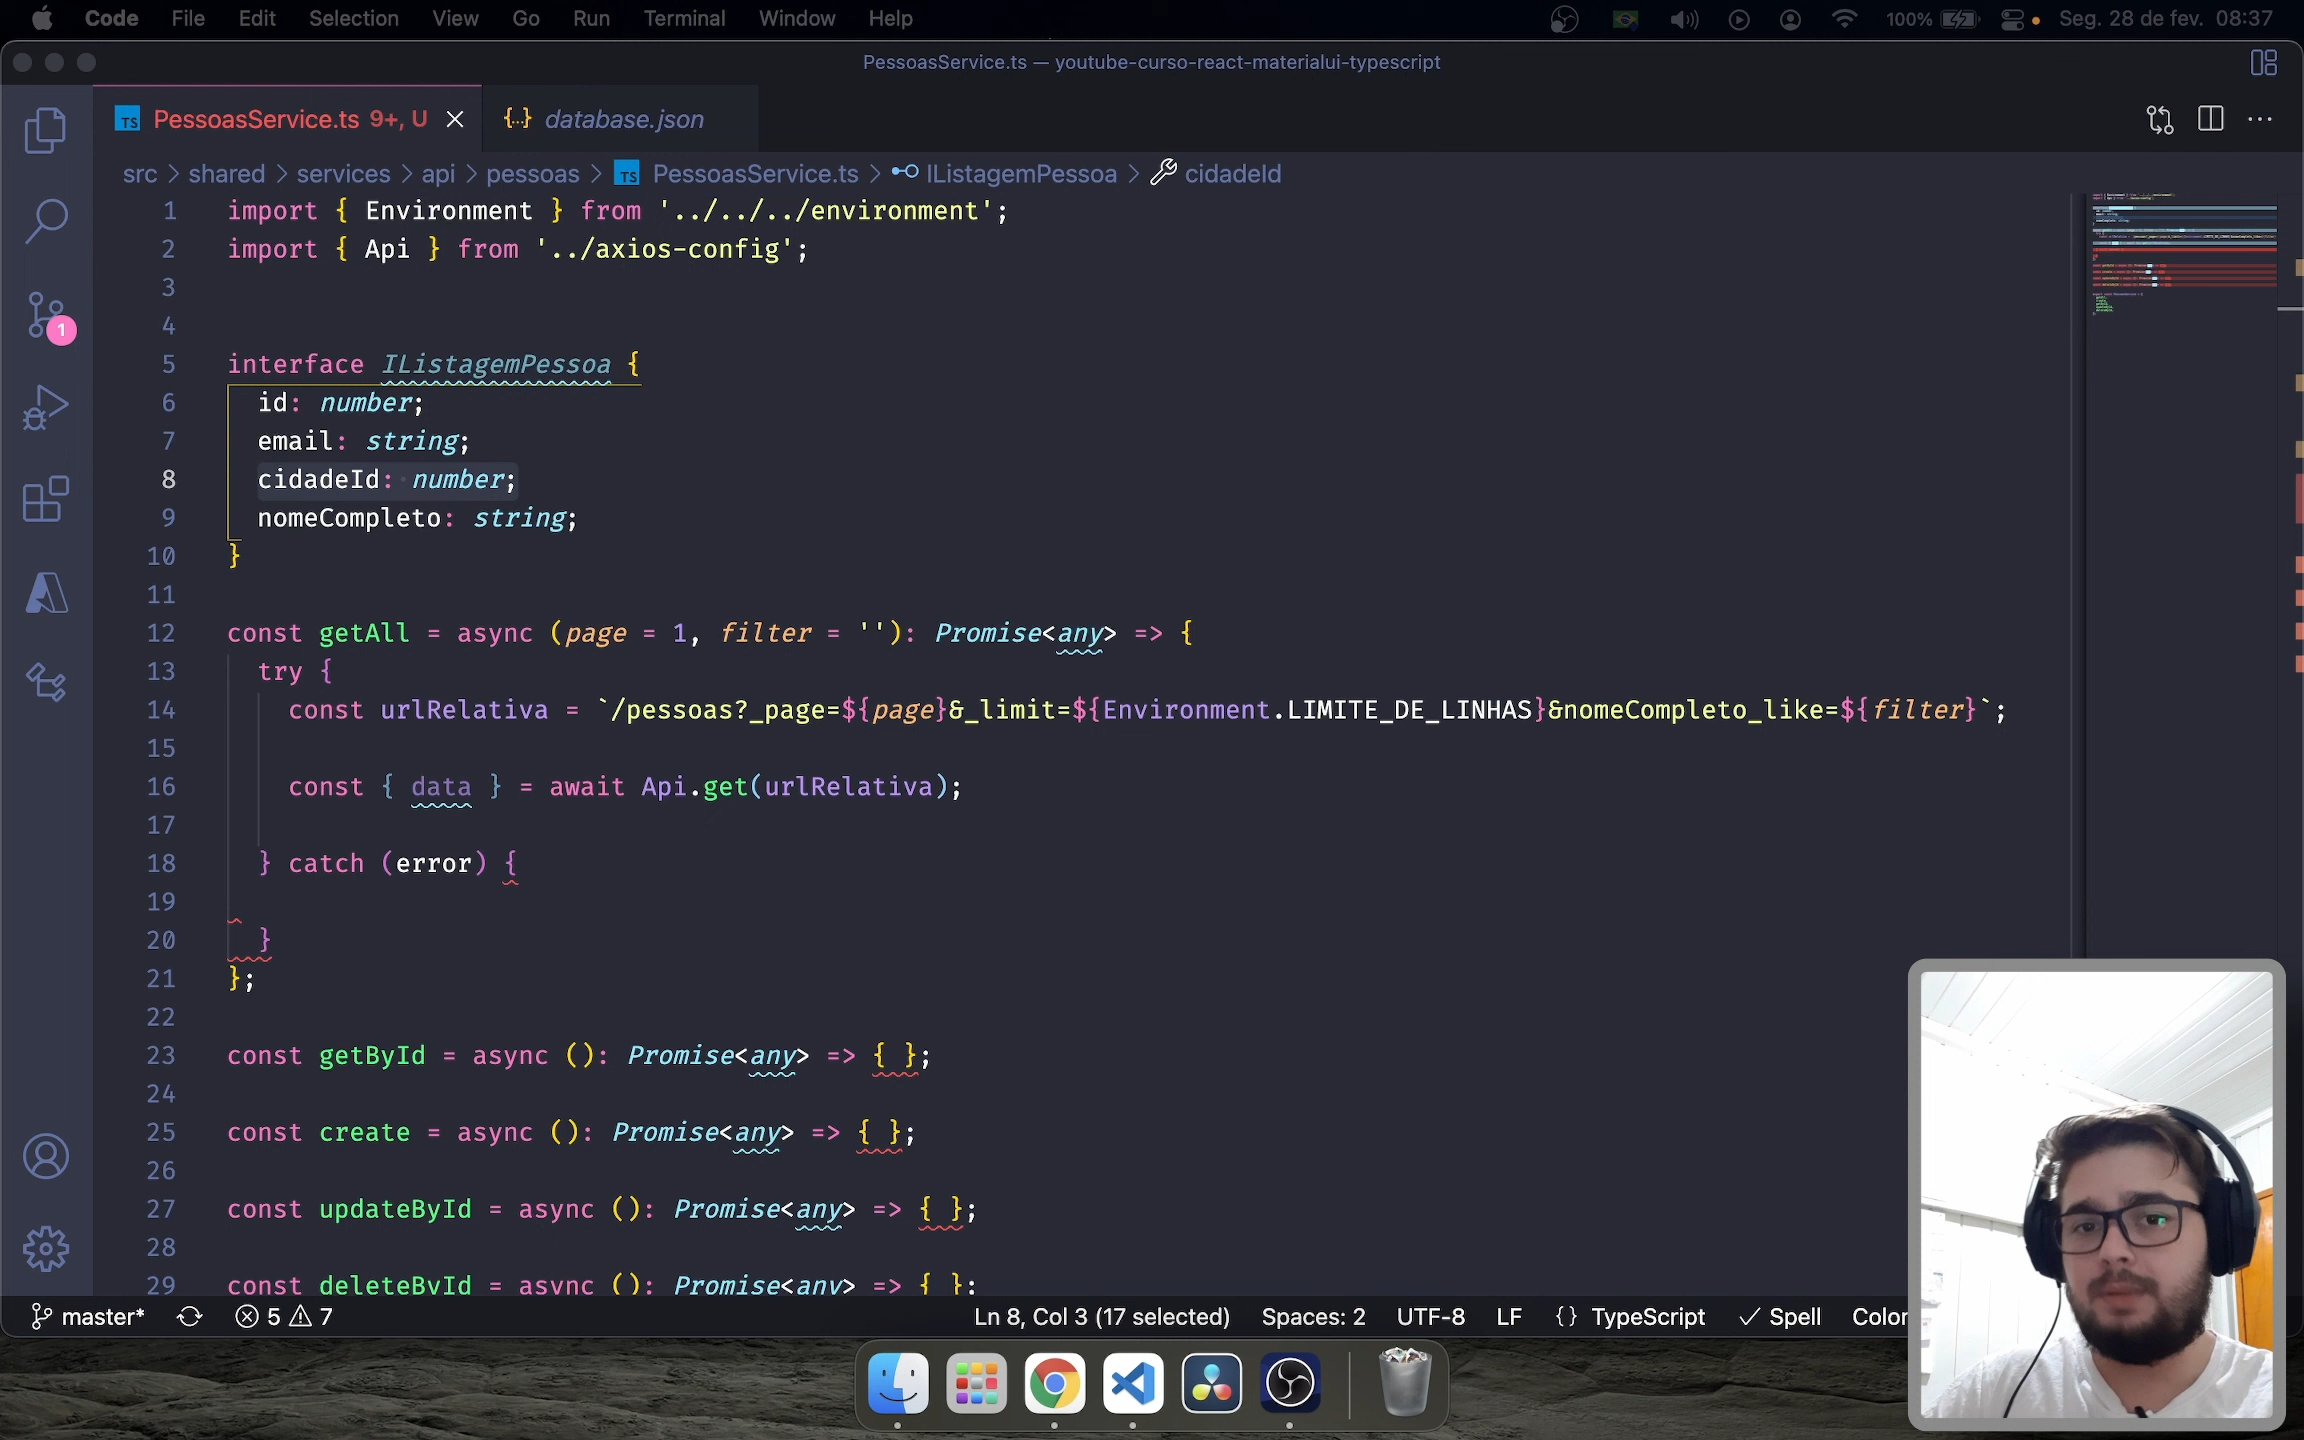 Code File Edit Selection View Go Run Terminal Window Help 100% Seg. 28 de fev. 08:37
PessoasService.ts — youtube-curso-react-materialui-typescript
TS PessoasService.ts 9+, U {..} database.json
src > shared > services > api > pessoas > TS PessoasService.ts > IListagemPessoa > cidadeId
1 import { Environment } from '../../../environment';
2 import { Api } from '../axios-config';
3
4
5 interface IListagemPessoa {
6 id: number;
7 email: string;
8 cidadeId: number;
9 nomeCompleto: string;
10 }
11
12 const getAll = async (page = 1, filter = ''): Promise<any> => {
13 try {
14 const urlRelativa = `/pessoas?_page=${page}&_limit=${Environment.LIMITE_DE_LINHAS}&nomeCompleto_like=${filter}`;
15
16 const { data } = await Api.get(urlRelativa);
17
18 } catch (error) {
19
20 }
21 };
22
23 const getById = async (): Promise<any> => { };
24
25 const create = async (): Promise<any> => { };
26
27 const updateById = async (): Promise<any> => { };
28
29 const deleteById = async (): Promise<any> => { };
1
master* 5 7 Ln 8, Col 3 (17 selected) Spaces: 2 UTF-8 LF {} TypeScript Spell Color